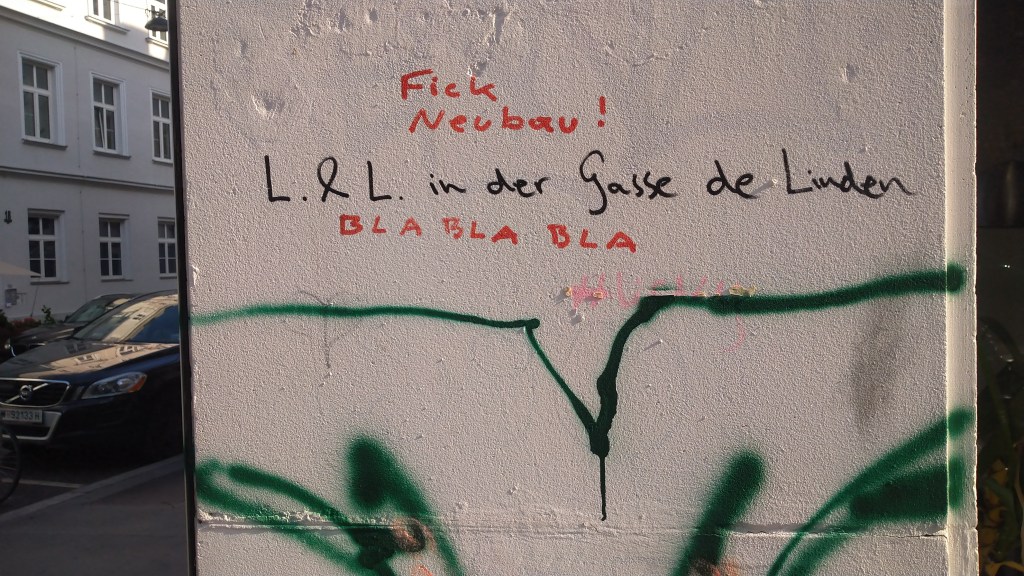 Fick
Neubau!
L. & L. in der Gasse de Linden
BLA BLA BLA